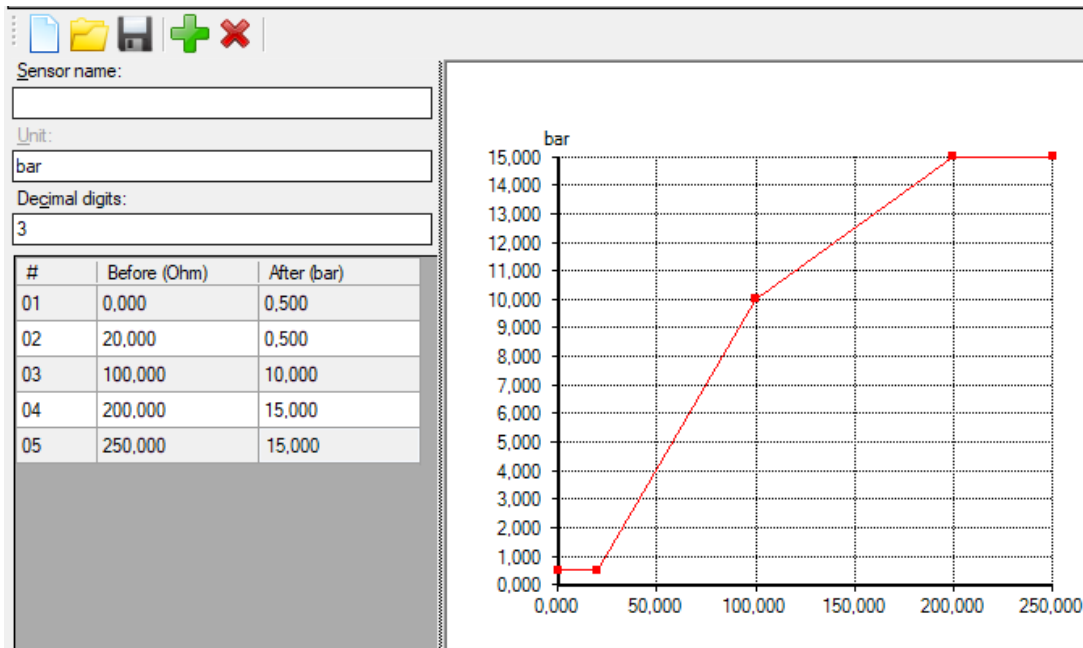 Sensor name:
Unit:
bar
Decimal digits:
3
# Before (Ohm) After (bar)
01 0,000 0,500
02 20,000 0,500
03 100,000 10,000
04 200,000 15,000
05 250,000 15,000
bar
15,000
14,000
13,000
12,000
11,000
10,000
9,000
8,000
7,000
6,000
5,000
4,000
3,000
2,000
1,000
0,000
0,000 50,000 100,000 150,000 200,000 250,000